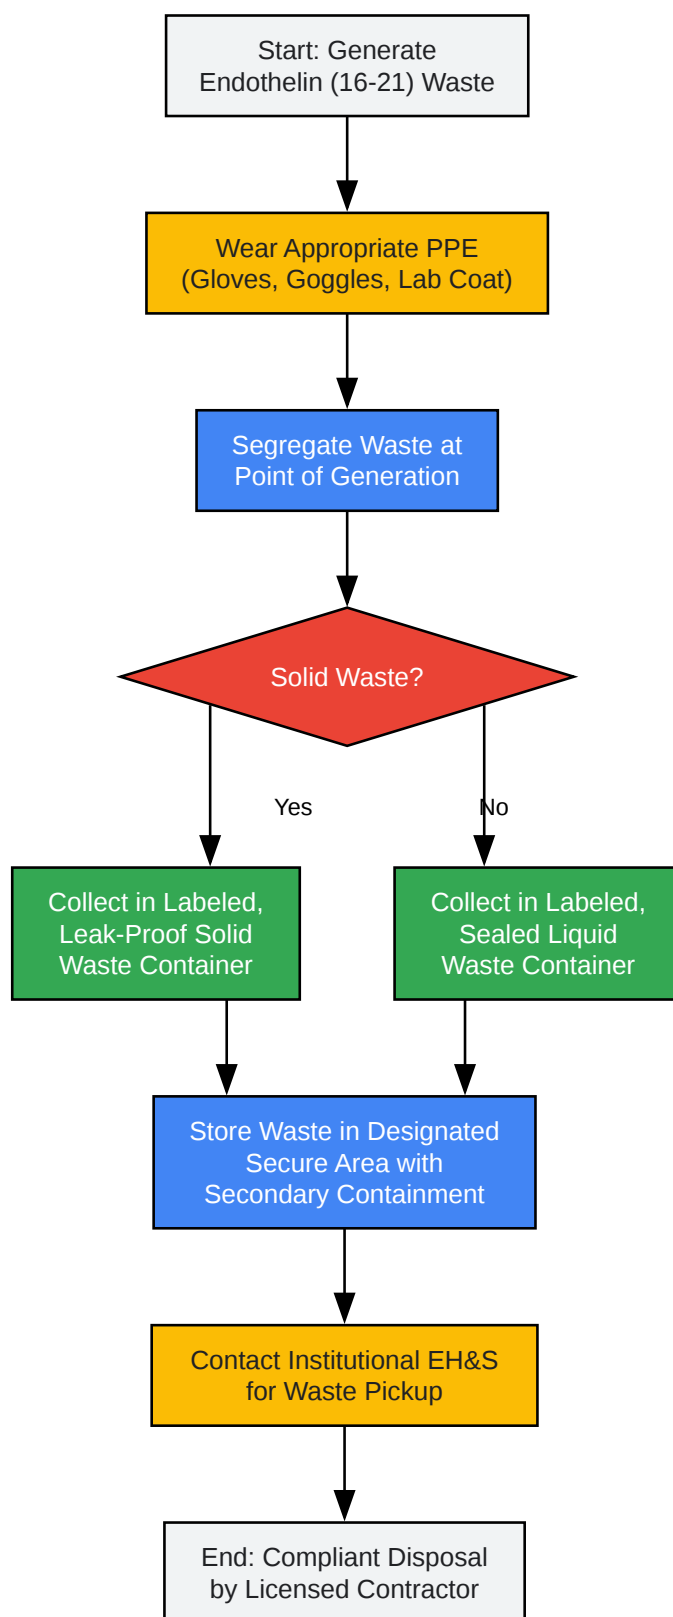 Start: Generate
Endothelin (16-21) Waste
Wear Appropriate PPE
(Gloves, Goggles, Lab Coat)
Segregate Waste at
Point of Generation
Solid Waste?
Yes
No
Collect in Labeled,
Leak-Proof Solid
Waste Container
Collect in Labeled,
Sealed Liquid
Waste Container
Store Waste in Designated
Secure Area with
Secondary Containment
Contact Institutional EH&S
for Waste Pickup
End: Compliant Disposal
by Licensed Contractor